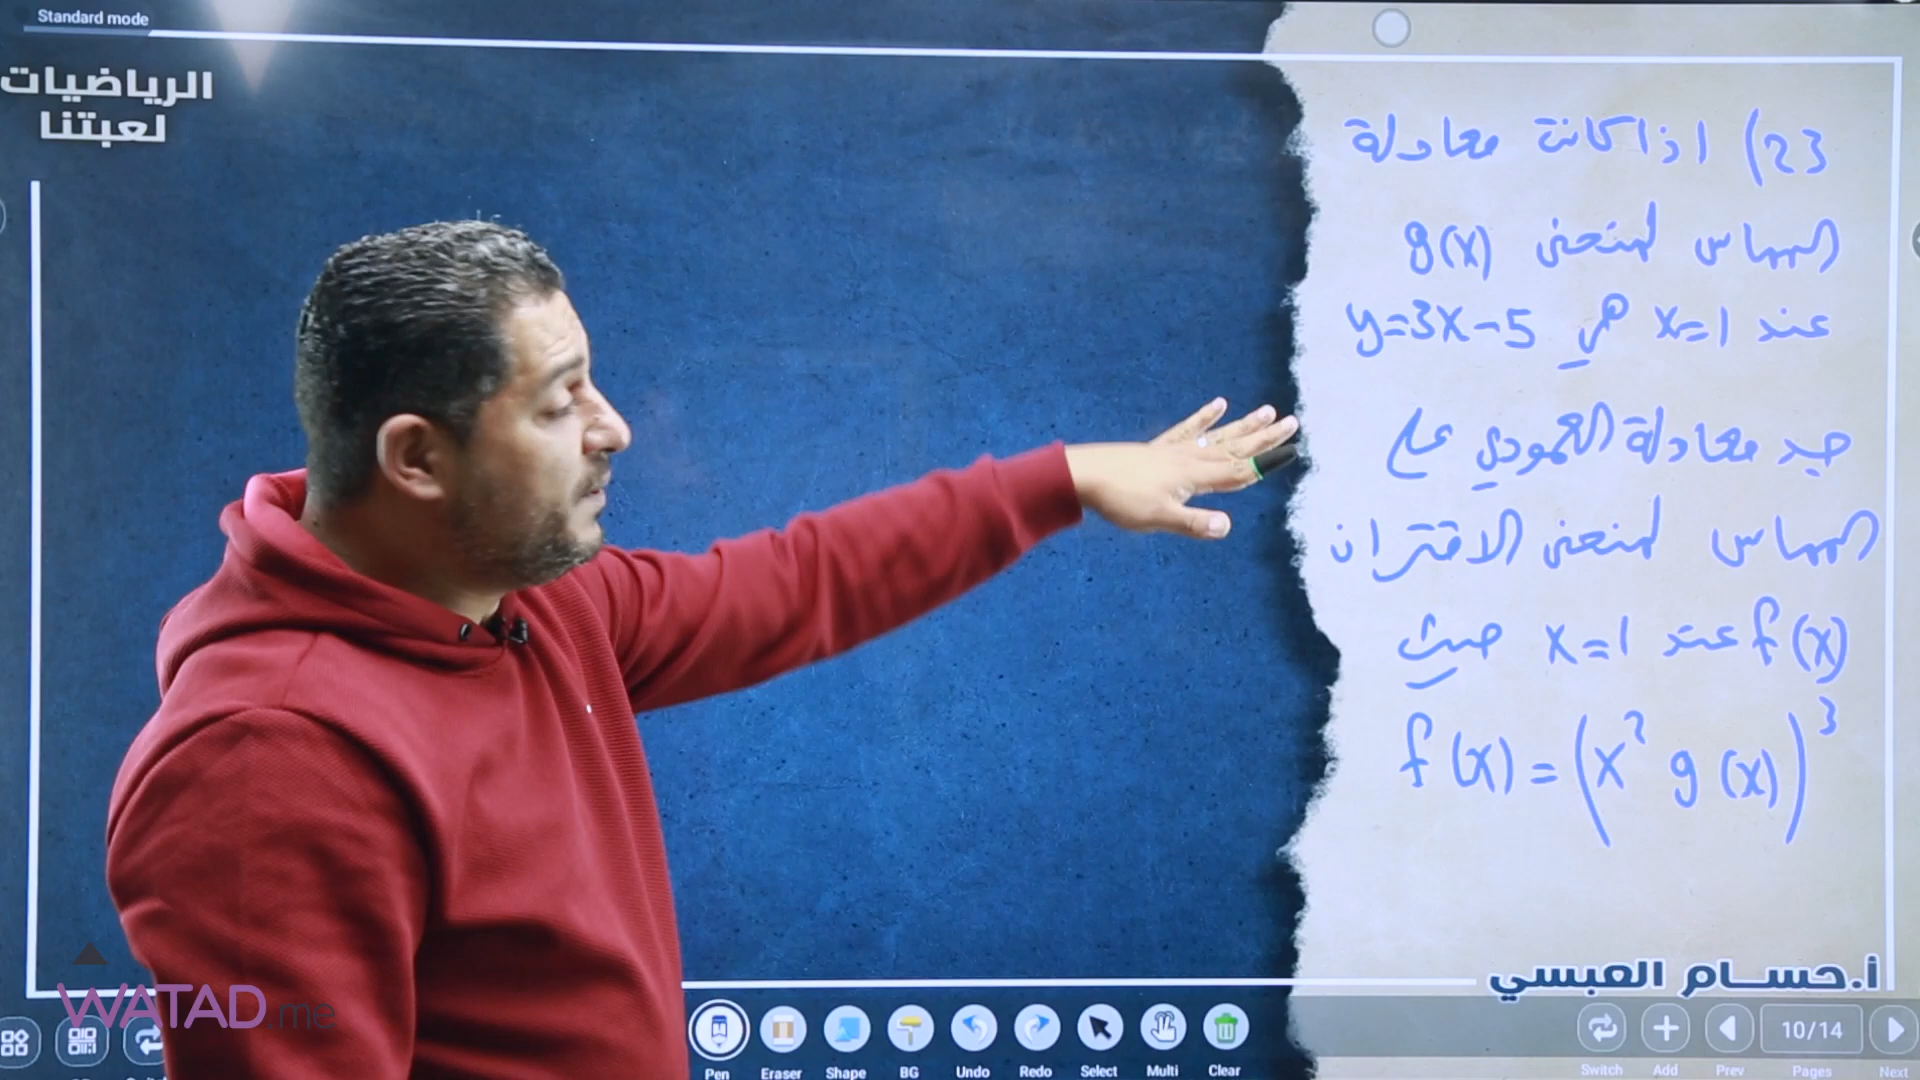 Standard mode
الرياضيات
لعبتنا
23) اذا كانت معادلة
المماس لمنحنى g(x)
عند x=1 هي y=3x-5
جد معادلة العمودي على
المماس لمنحنى الاقتران
f(x) عند x=1 حيث
f(x) = (x² g(x))³
أ.حسام العبسي
WATAD.me
Pen Eraser Shape BG Undo Redo Select Multi Clear
10/14
Switch Add Prev Pages Next